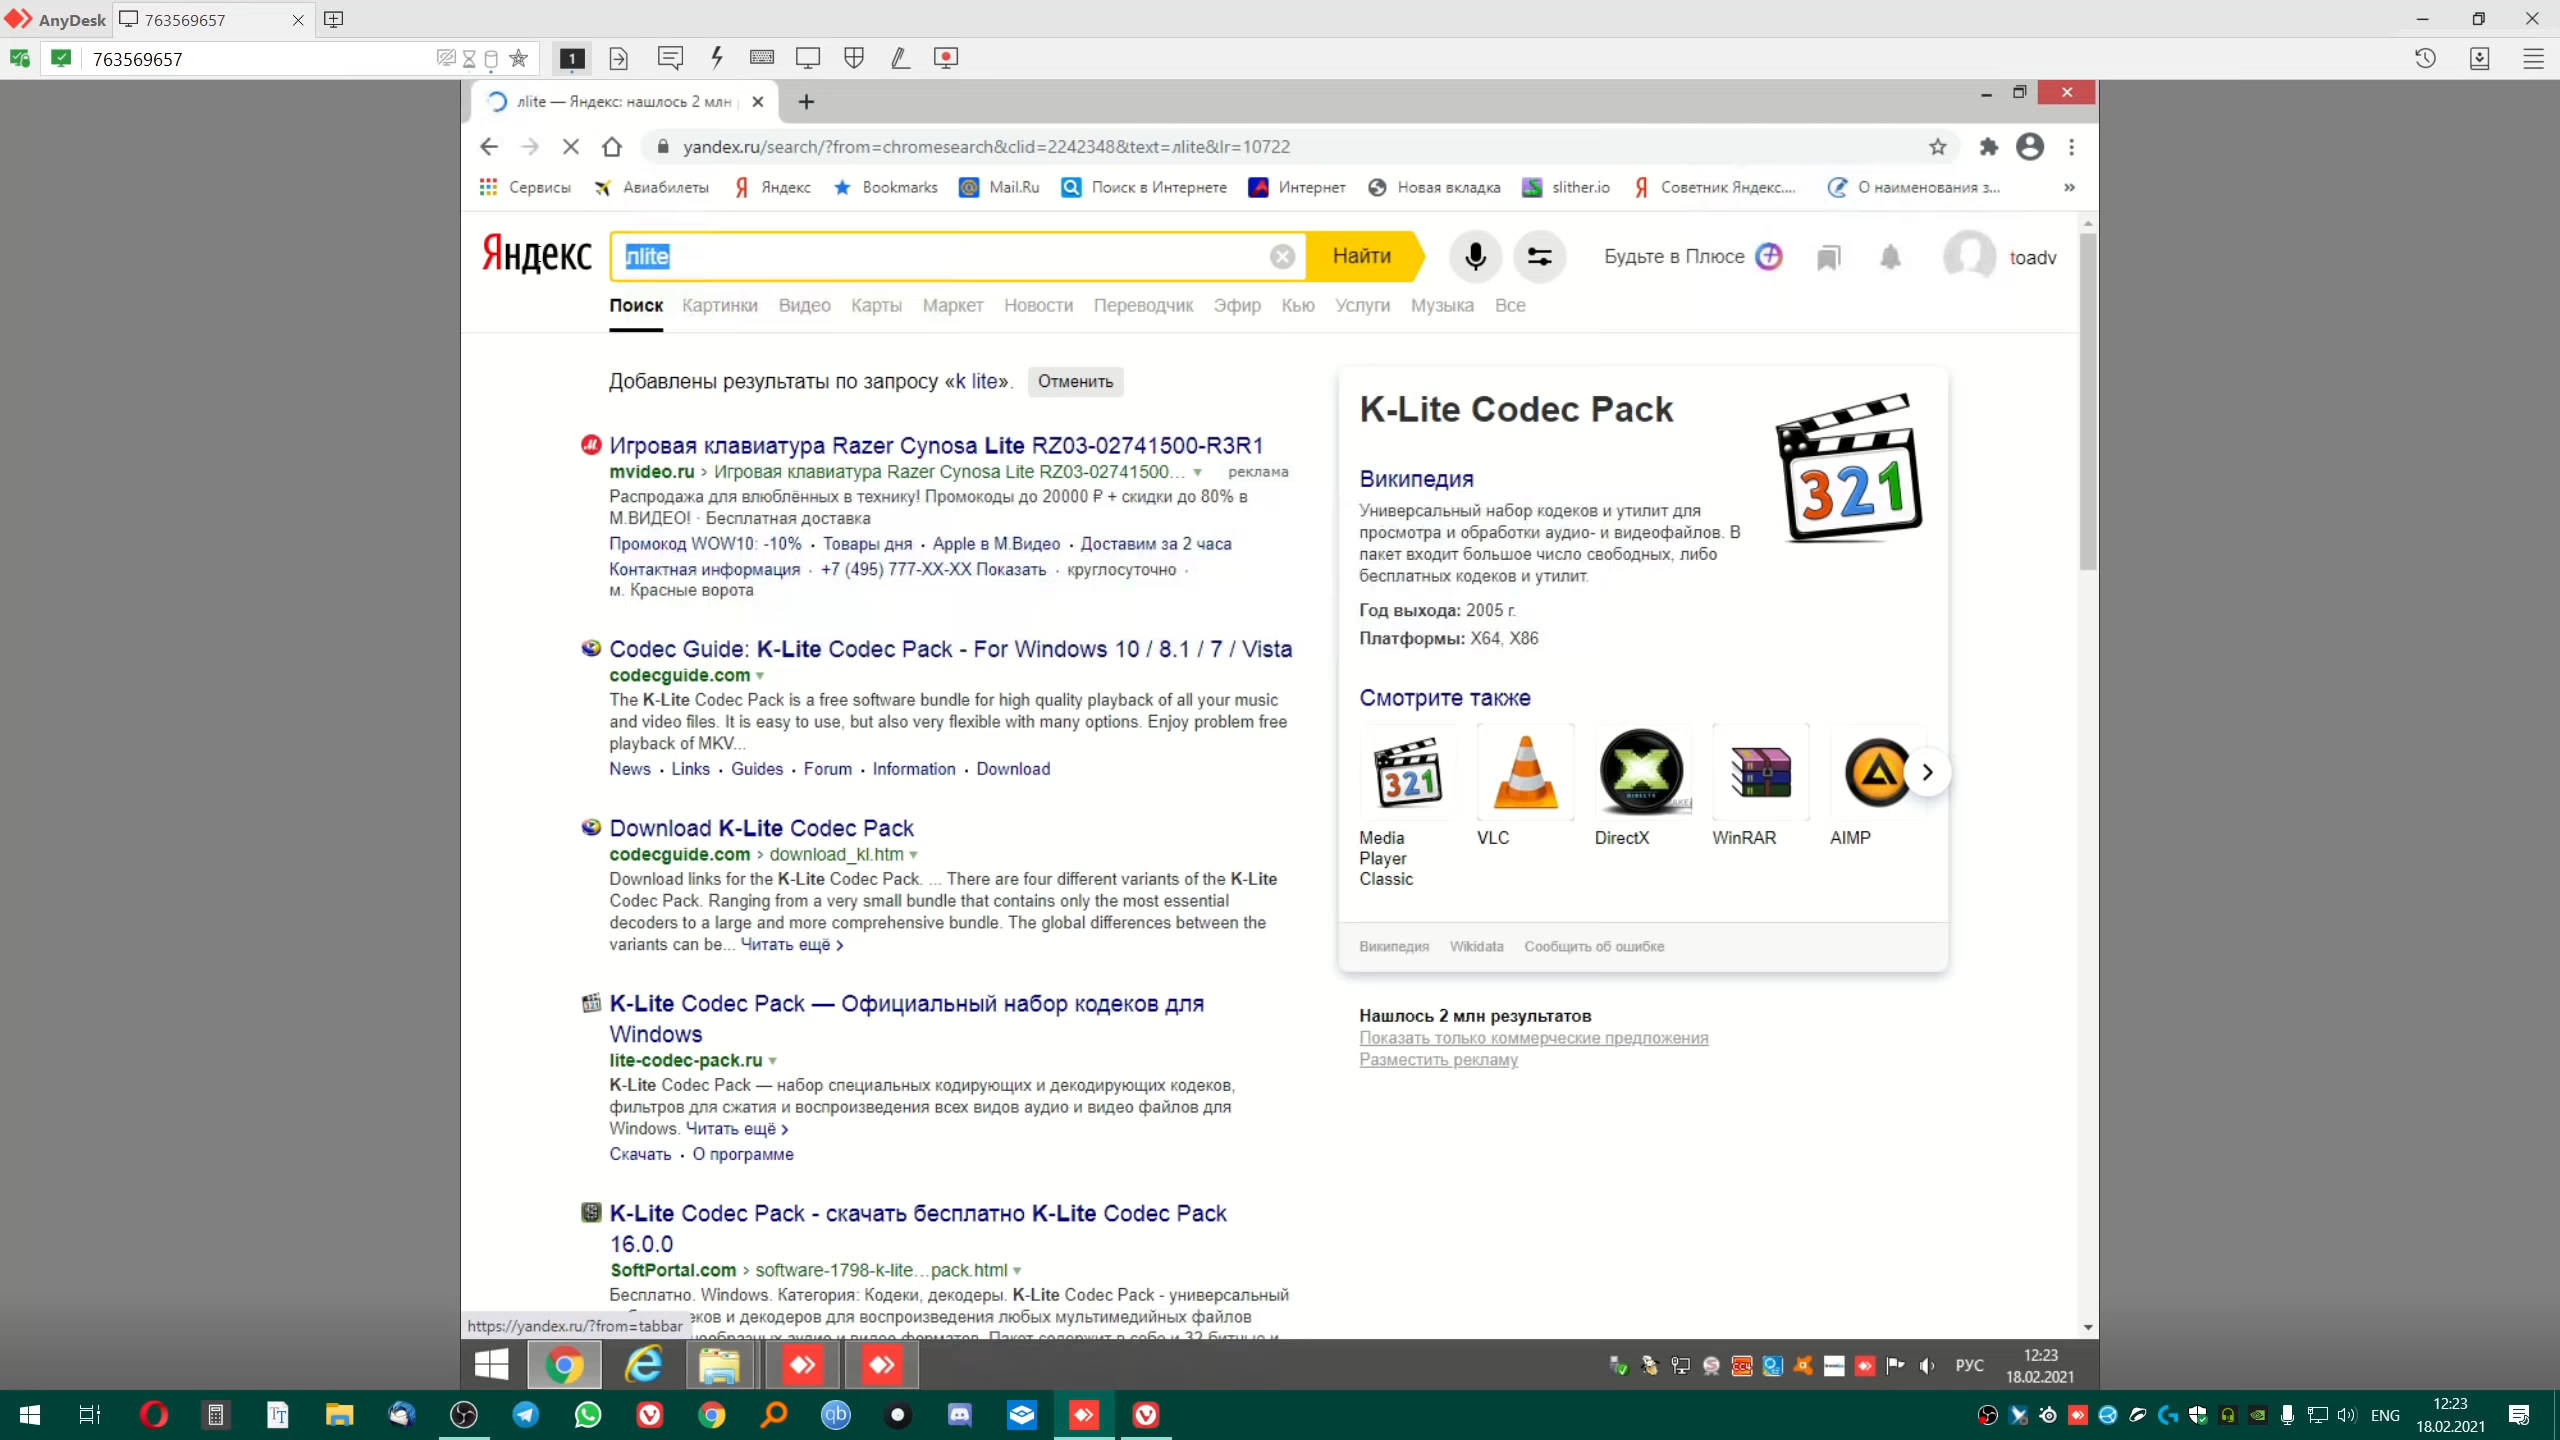 AnyDesk
763569657
763569657
1
лlite — Яндекс: нашлось 2 млн
yandex.ru/search/?from=chromesearch&clid=2242348&text=лlite&lr=10722
Сервисы
Авиабилеты
Яндекс
Bookmarks
Mail.Ru
Поиск в Интернете
Интернет
Новая вкладка
slither.io
Советник Яндекс....
О наименования з...
»
Яндекс
лlite
Найти
Будьте в Плюсе
toadv
Поиск Картинки Видео Карты Маркет Новости Переводчик Эфир Кью Услуги Музыка Все
Добавлены результаты по запросу «k lite». Отменить
Игровая клавиатура Razer Cynosa Lite RZ03-02741500-R3R1
mvideo.ru › Игровая клавиатура Razer Cynosa Lite RZ03-02741500... реклама
Распродажа для влюблённых в технику! Промокоды до 20000 ₽ + скидки до 80% в
М.ВИДЕО! · Бесплатная доставка
Промокод WOW10: -10% · Товары дня · Apple в М.Видео · Доставим за 2 часа
Контактная информация · +7 (495) 777-XX-XX Показать · круглосуточно ·
м. Красные ворота
Codec Guide: K-Lite Codec Pack - For Windows 10 / 8.1 / 7 / Vista
codecguide.com
The K-Lite Codec Pack is a free software bundle for high quality playback of all your music
and video files. It is easy to use, but also very flexible with many options. Enjoy problem free
playback of MKV...
News · Links · Guides · Forum · Information · Download
Download K-Lite Codec Pack
codecguide.com › download_kl.htm
Download links for the K-Lite Codec Pack. ... There are four different variants of the K-Lite
Codec Pack. Ranging from a very small bundle that contains only the most essential
decoders to a large and more comprehensive bundle. The global differences between the
variants can be... Читать ещё ›
K-Lite Codec Pack — Официальный набор кодеков для
Windows
lite-codec-pack.ru
K-Lite Codec Pack — набор специальных кодирующих и декодирующих кодеков,
фильтров для сжатия и воспроизведения всех видов аудио и видео файлов для
Windows. Читать ещё ›
Скачать · О программе
K-Lite Codec Pack - скачать бесплатно K-Lite Codec Pack
16.0.0
SoftPortal.com › software-1798-k-lite...pack.html
Бесплатно. Windows. Категория: Кодеки, декодеры. K-Lite Codec Pack - универсальный
еков и декодеров для воспроизведения любых мультимедийных файлов
https://yandex.ru/?from=tabbar
K-Lite Codec Pack
321
Википедия
Универсальный набор кодеков и утилит для
просмотра и обработки аудио- и видеофайлов. В
пакет входит большое число свободных, либо
бесплатных кодеков и утилит.
Год выхода: 2005 г.
Платформы: X64, X86
Смотрите также
321
Media
Player
Classic
VLC
DirectX
WinRAR
AIMP
Википедия Wikidata Сообщить об ошибке
Нашлось 2 млн результатов
Показать только коммерческие предложения
Разместить рекламу
РУС
12:23
18.02.2021
ENG
12:23
18.02.2021